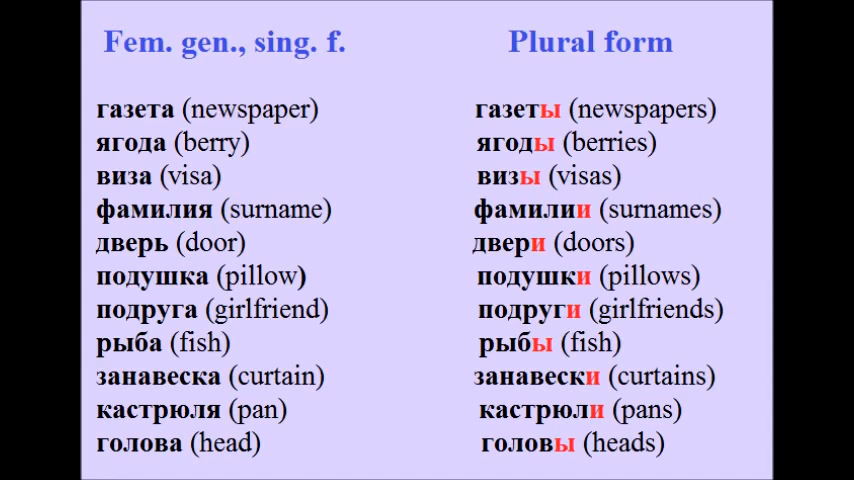 Fem. gen., sing. f. Plural form
газета (newspaper) газеты (newspapers)
ягода (berry) ягоды (berries)
виза (visa) визы (visas)
фамилия (surname) фамилии (surnames)
дверь (door) двери (doors)
подушка (pillow) подушки (pillows)
подруга (girlfriend) подруги (girlfriends)
рыба (fish) рыбы (fish)
занавеска (curtain) занавески (curtains)
кастрюля (pan) кастрюли (pans)
голова (head) головы (heads)